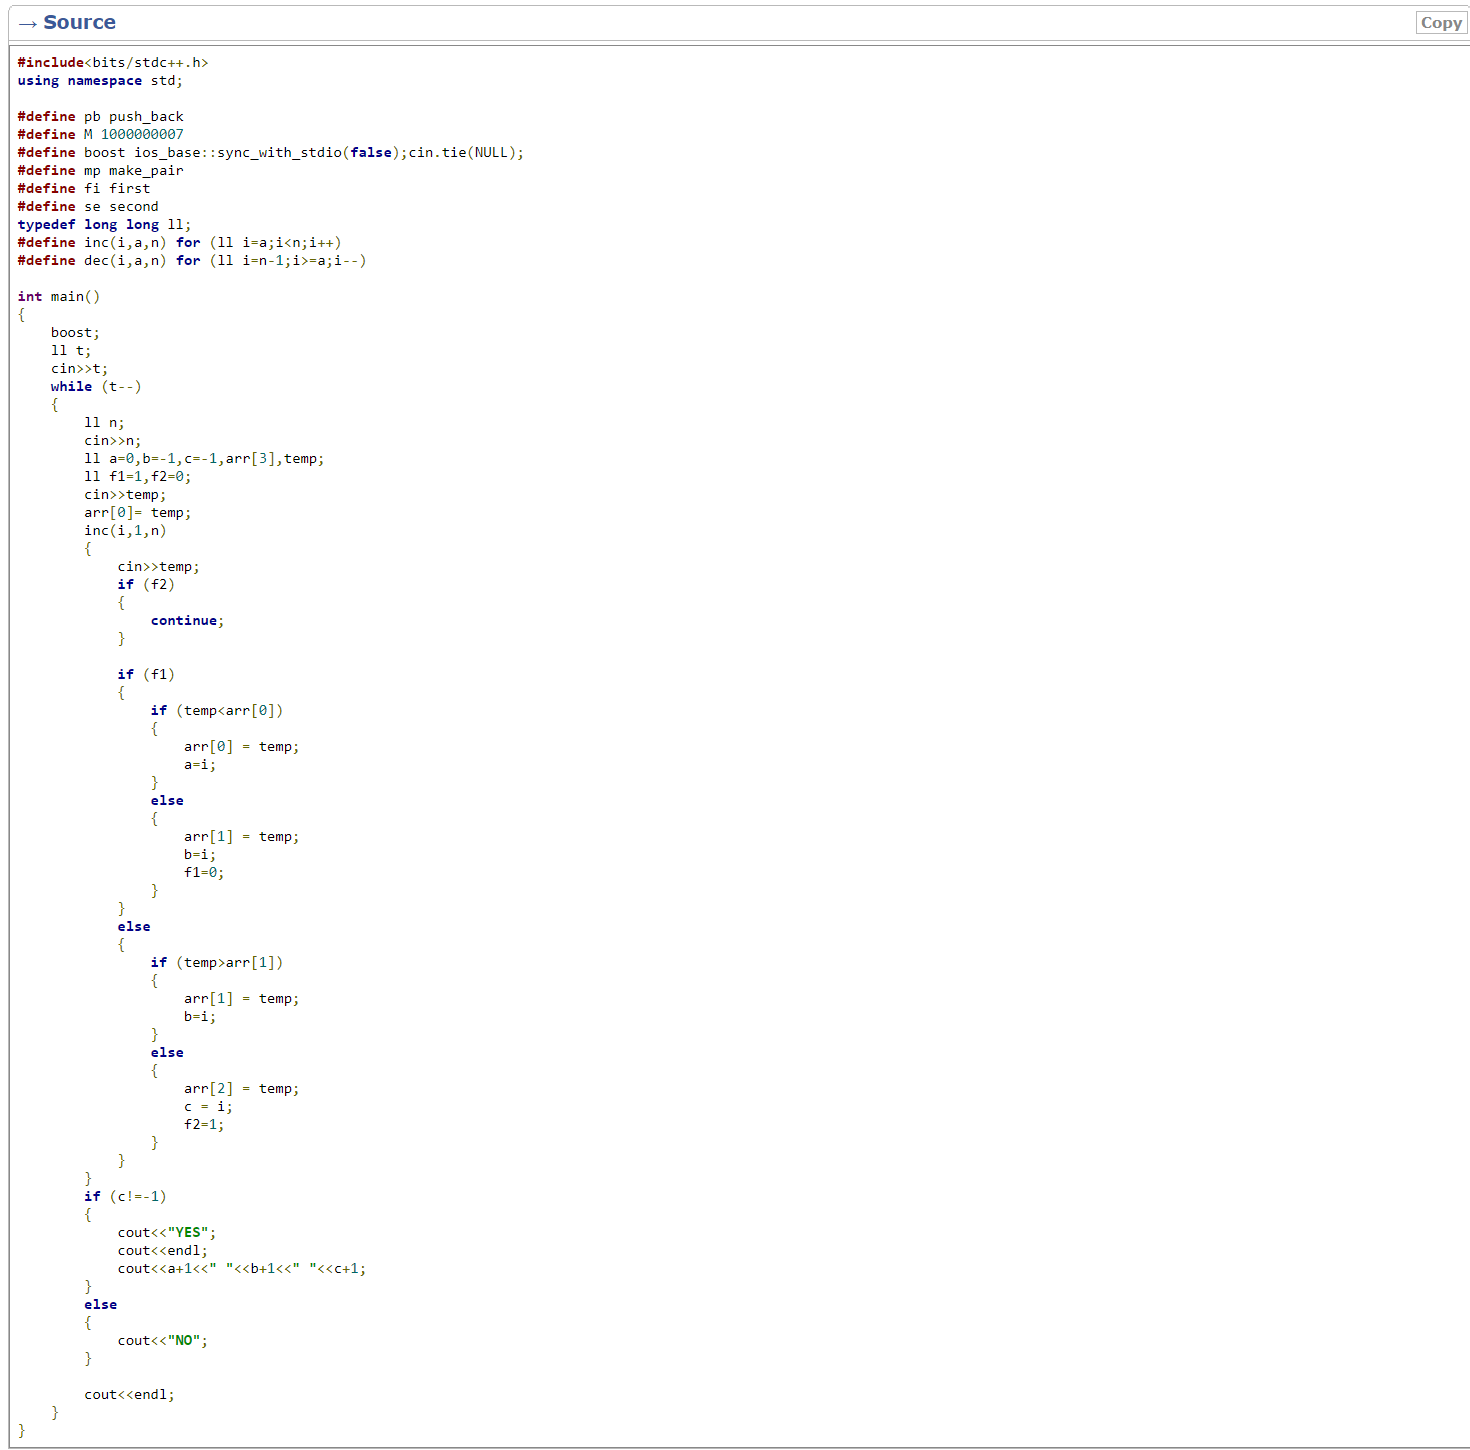 → Source
Copy
#include<bits/stdc++.h>
using namespace std;

#define pb push_back
#define M 1000000007
#define boost ios_base::sync_with_stdio(false);cin.tie(NULL);
#define mp make_pair
#define fi first
#define se second
typedef long long ll;
#define inc(i,a,n) for (ll i=a;i<n;i++)
#define dec(i,a,n) for (ll i=n-1;i>=a;i--)

int main()
{
    boost;
    ll t;
    cin>>t;
    while (t--)
    {
        ll n;
        cin>>n;
        ll a=0,b=-1,c=-1,arr[3],temp;
        ll f1=1,f2=0;
        cin>>temp;
        arr[0]= temp;
        inc(i,1,n)
        {
            cin>>temp;
            if (f2)
            {
                continue;
            }

            if (f1)
            {
                if (temp<arr[0])
                {
                    arr[0] = temp;
                    a=i;
                }
                else
                {
                    arr[1] = temp;
                    b=i;
                    f1=0;
                }
            }
            else
            {
                if (temp>arr[1])
                {
                    arr[1] = temp;
                    b=i;
                }
                else
                {
                    arr[2] = temp;
                    c = i;
                    f2=1;
                }
            }
        }
        if (c!=-1)
        {
            cout<<"YES";
            cout<<endl;
            cout<<a+1<<" "<<b+1<<" "<<c+1;
        }
        else
        {
            cout<<"NO";
        }

        cout<<endl;
    }
}